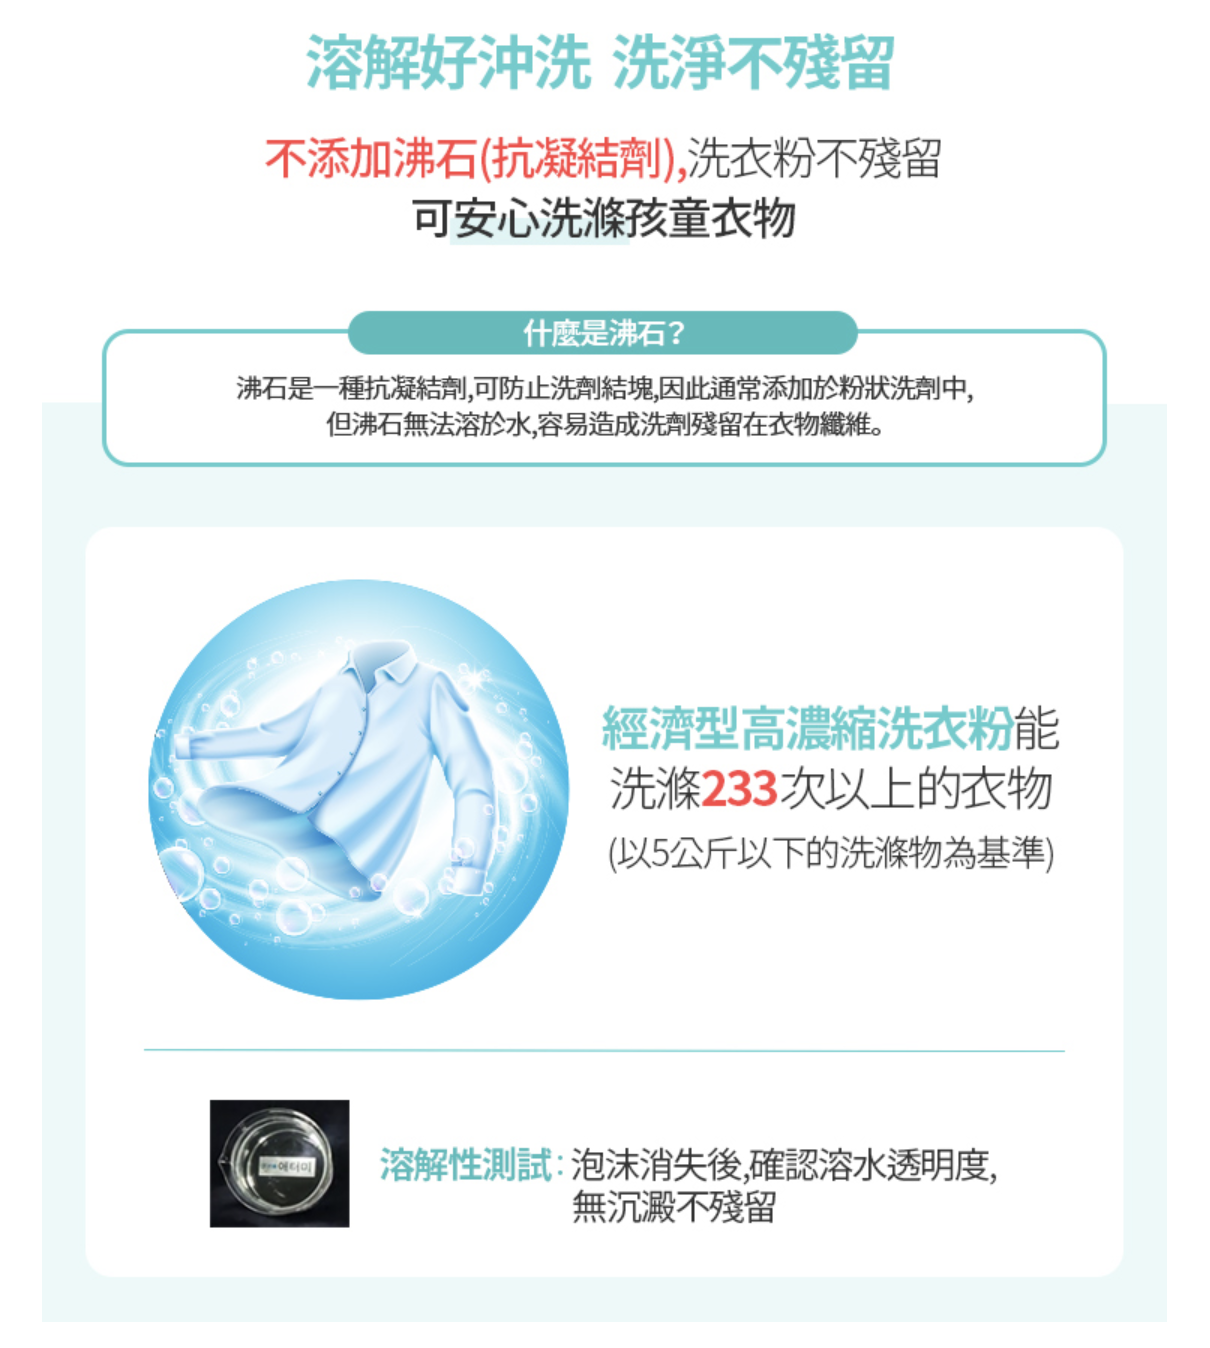 溶解好沖洗 洗淨不殘留
不添加沸石(抗凝結劑),洗衣粉不殘留
可安心洗滌孩童衣物
什麼是沸石?
沸石是一種抗凝結劑,可防止洗劑結塊,因此通常添加於粉狀洗劑中,
但沸石無法溶於水,容易造成洗劑殘留在衣物纖維。
經濟型高濃縮洗衣粉能
洗滌233次以上的衣物
(以5公斤以下的洗滌物為基準)
애터미
溶解性測試: 泡沫消失後,確認溶水透明度,
無沉澱不殘留